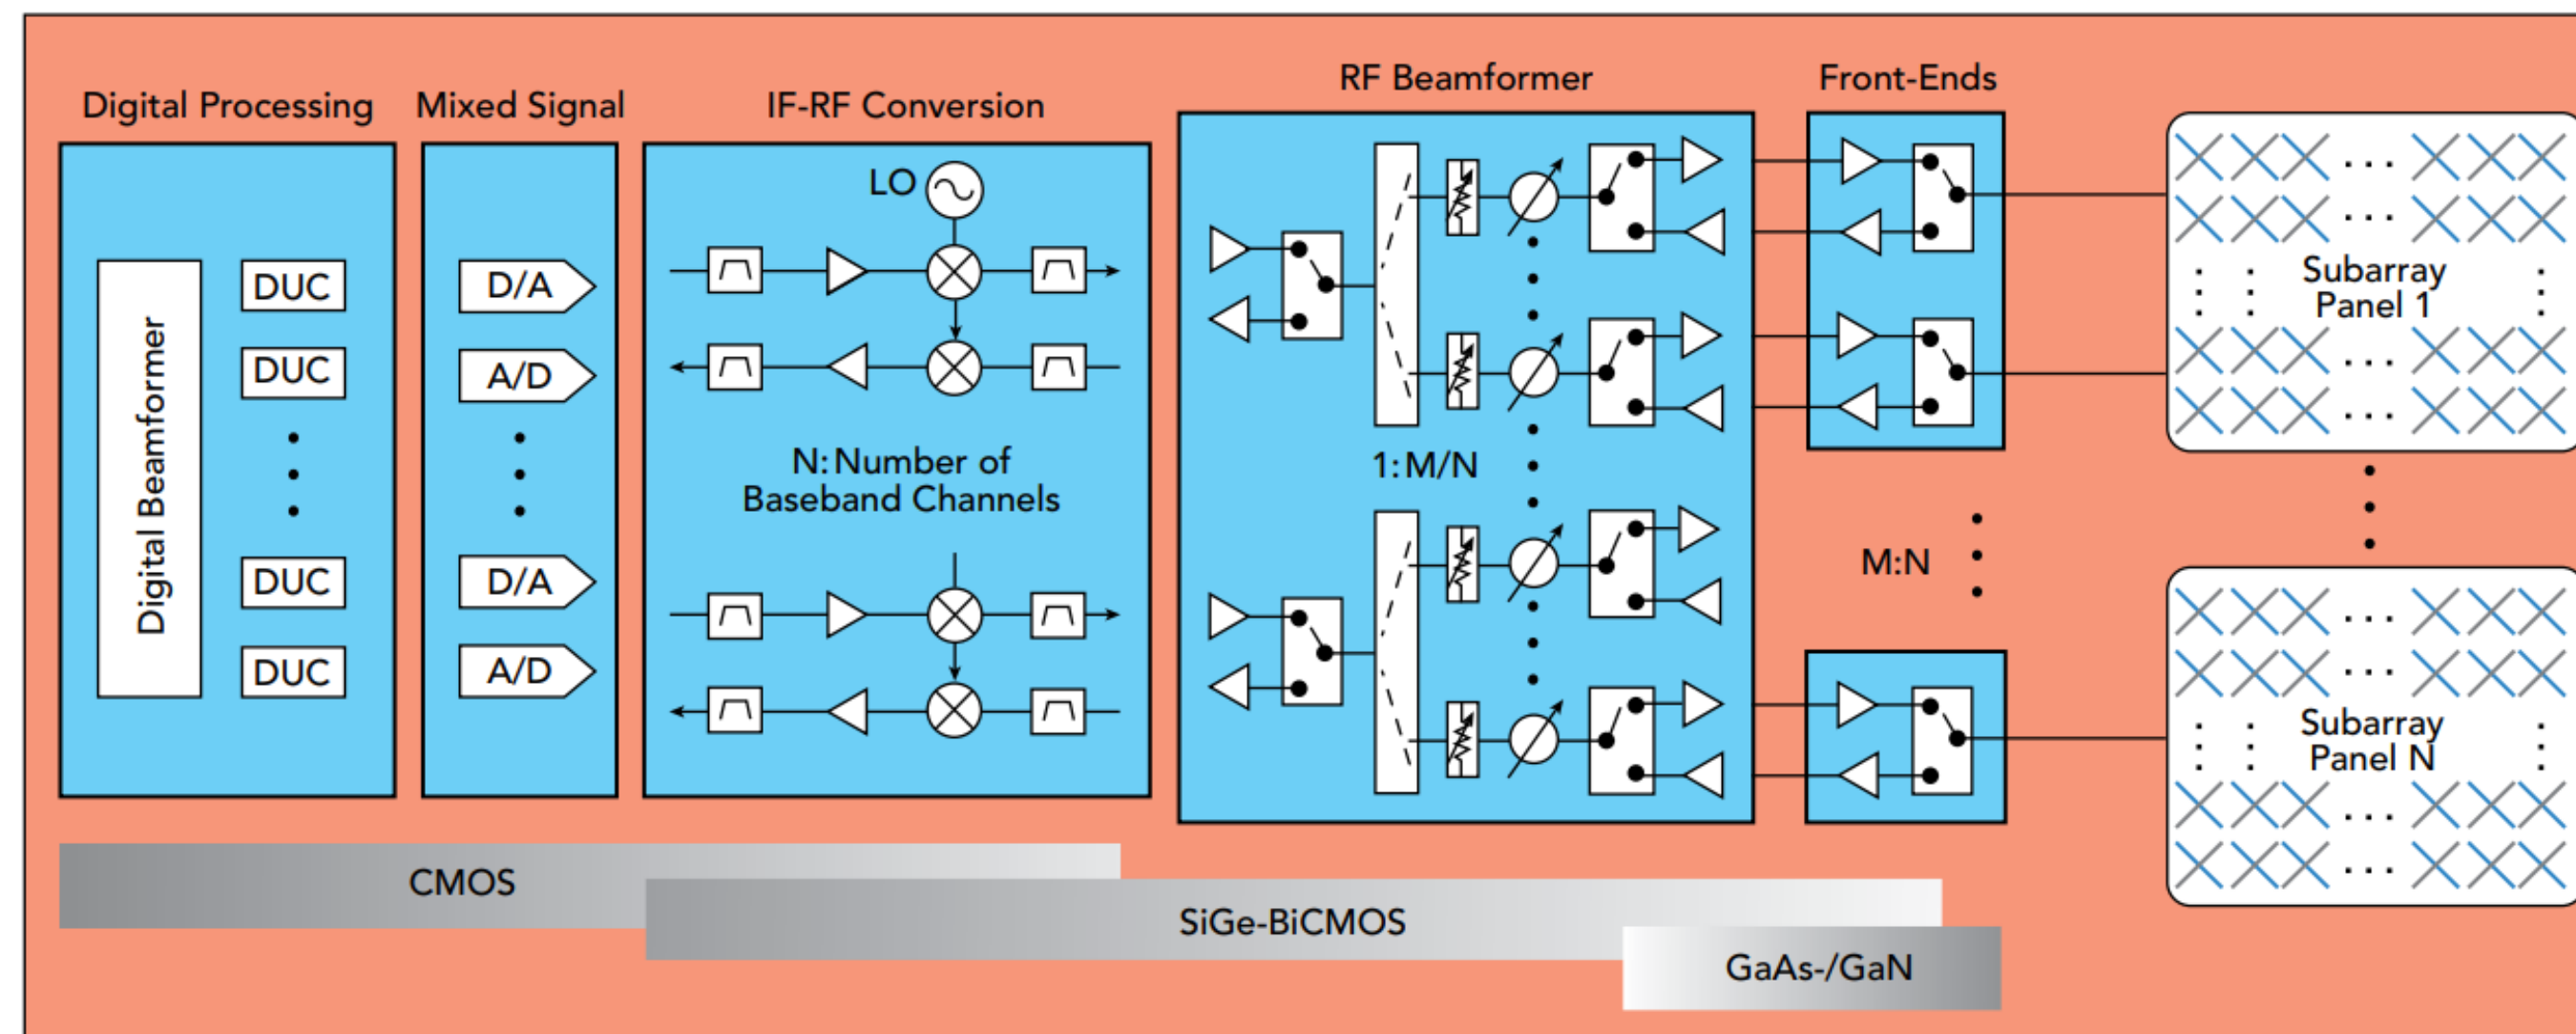 Digital Processing
Mixed Signal
IF-RF Conversion
RF Beamformer
Front-Ends
Digital Beamformer
DUC
DUC
DUC
DUC
D/A
A/D
D/A
A/D
LO
N: Number of
Baseband Channels
1:M/N
M:N
Subarray
Panel 1
Subarray
Panel N
CMOS
SiGe-BiCMOS
GaAs-/GaN